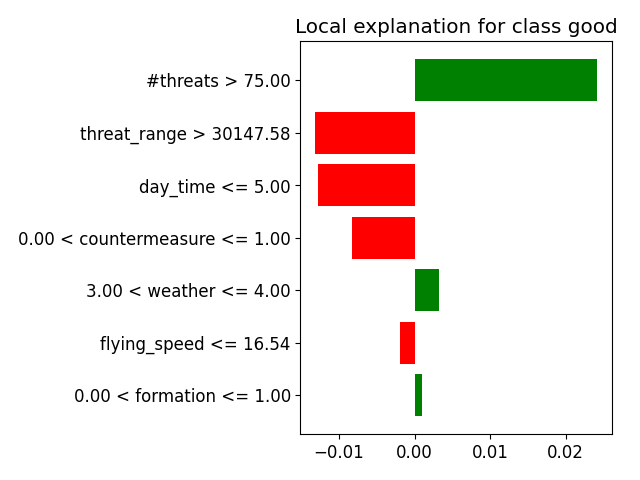 Local explanation for class good
#threats > 75.00
threat_range > 30147.58
day_time <= 5.00
0.00 < countermeasure <= 1.00
3.00 < weather <= 4.00
flying_speed <= 16.54
0.00 < formation <= 1.00
−0.01 0.00 0.01 0.02